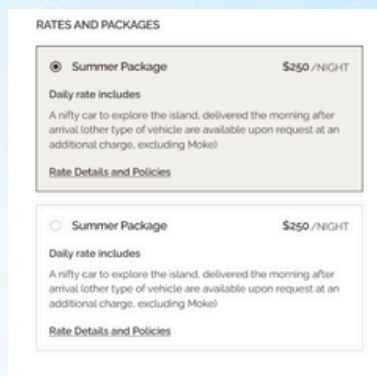 RATES AND PACKAGES
Summer Package $250 /NIGHT
Daily rate includes
A nifty car to explore the island, delivered the morning after
arrival (other type of vehicle are available upon request at an
additional charge, excluding Moke)
Rate Details and Policies
Summer Package $250 /NIGHT
Daily rate includes
A nifty car to explore the island, delivered the morning after
arrival (other type of vehicle are available upon request at an
additional charge, excluding Moke)
Rate Details and Policies